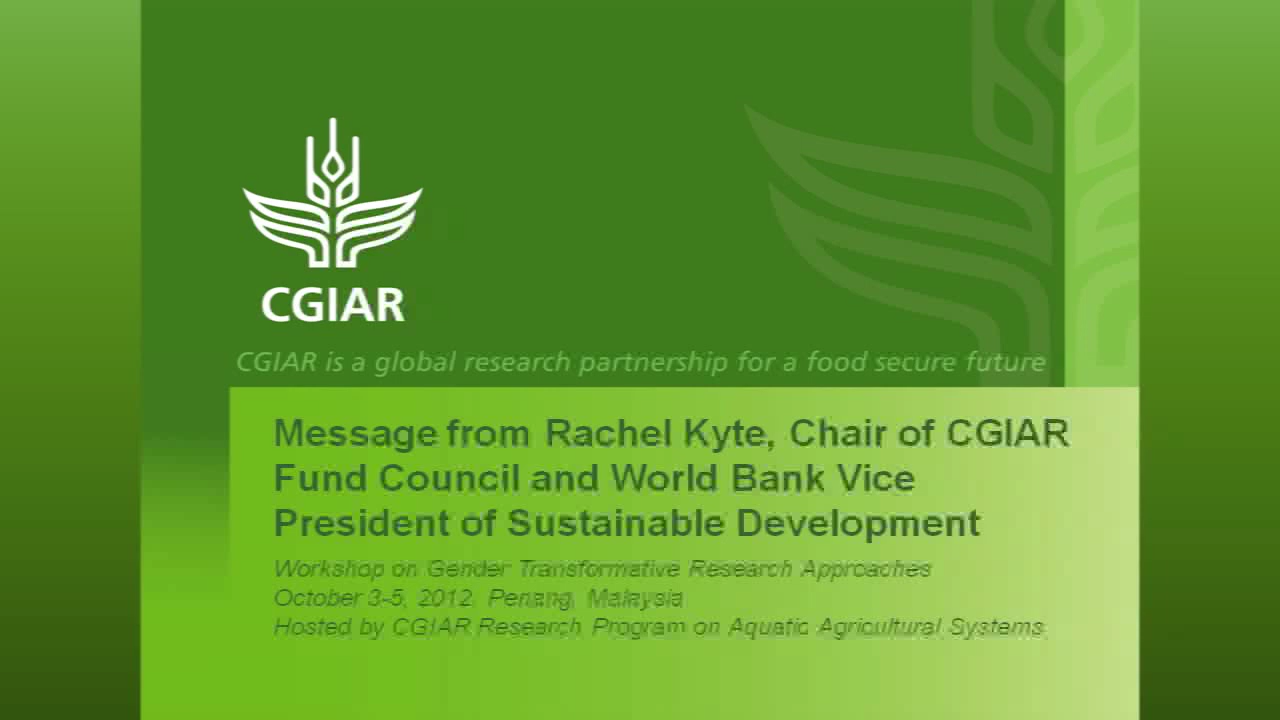 CGIAR
CGIAR is a global research partnership for a food secure future
Message from Rachel Kyte, Chair of CGIAR
Fund Council and World Bank Vice
President of Sustainable Development
Workshop on Gender Transformative Research Approaches
October 3-5, 2012 Penang, Malaysia
Hosted by CGIAR Research Program on Aquatic Agricultural Systems